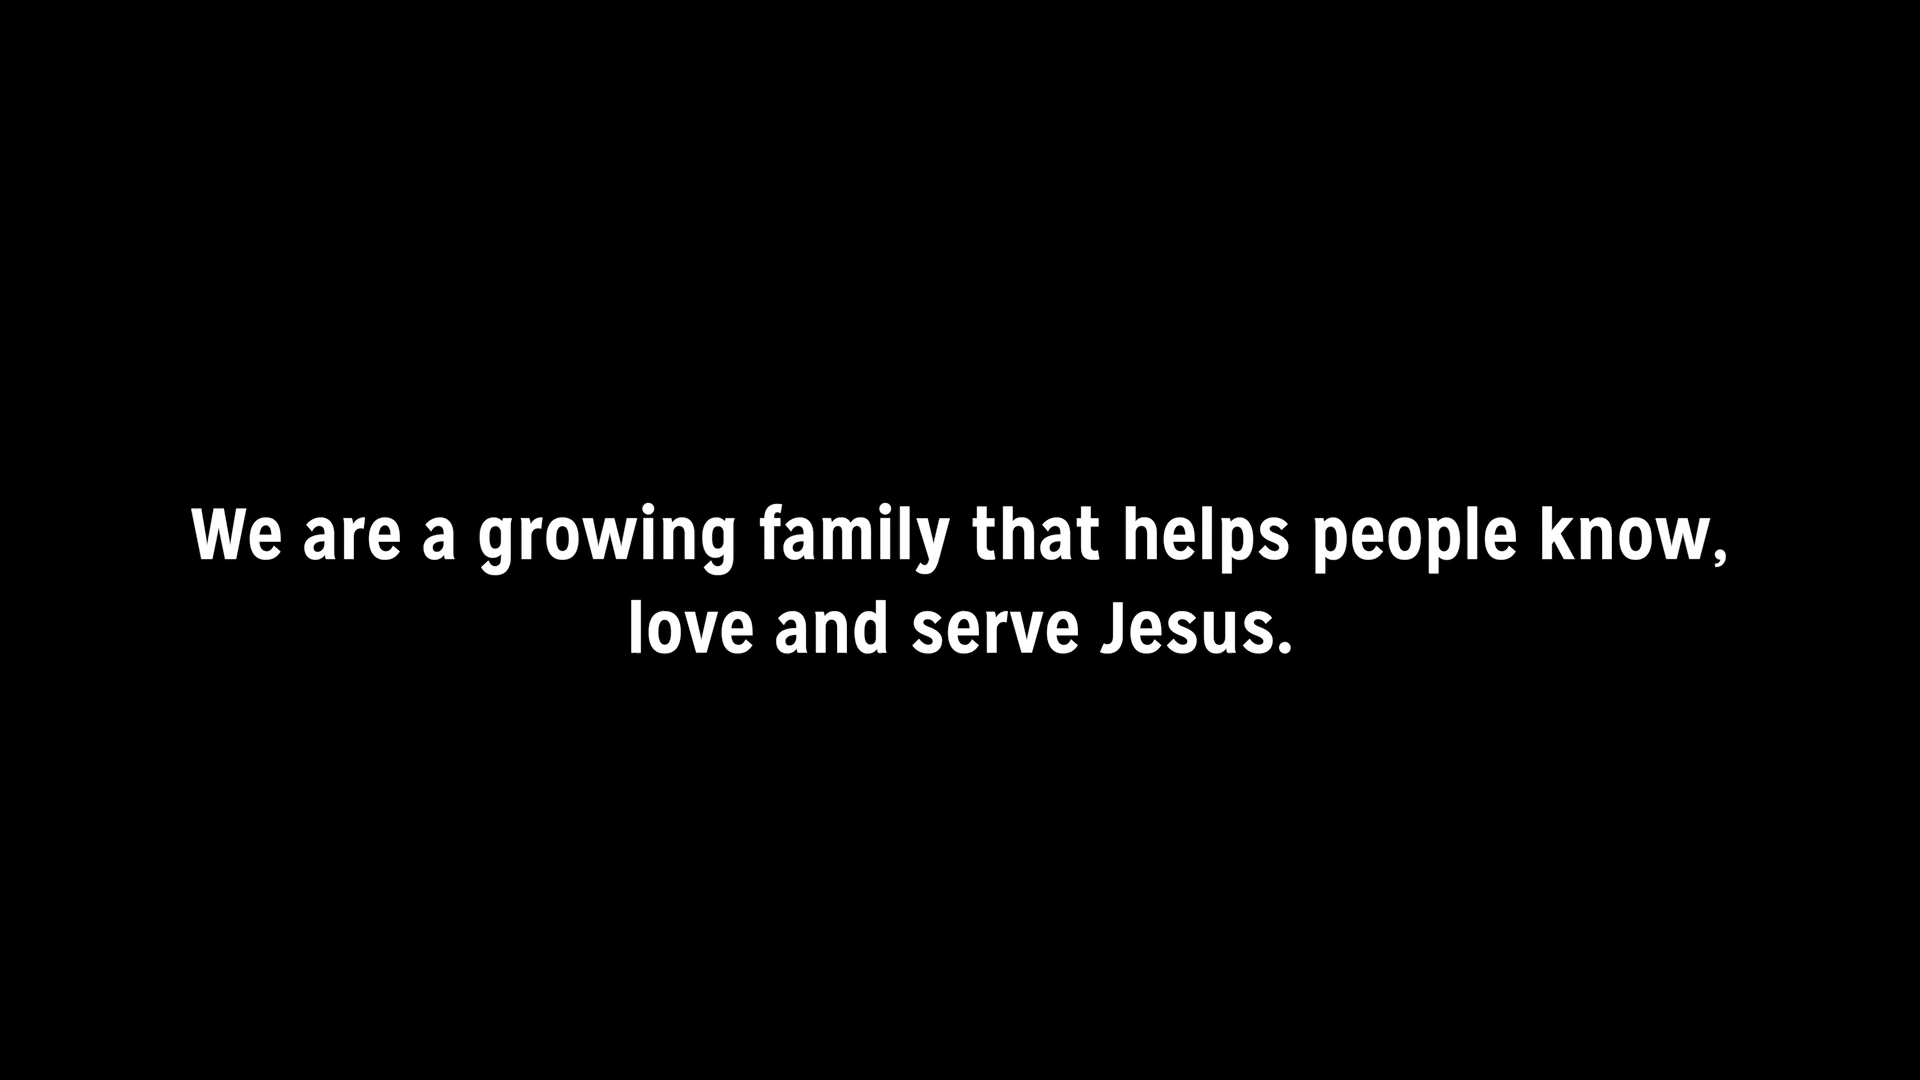 We are a growing family that helps people know,
love and serve Jesus.